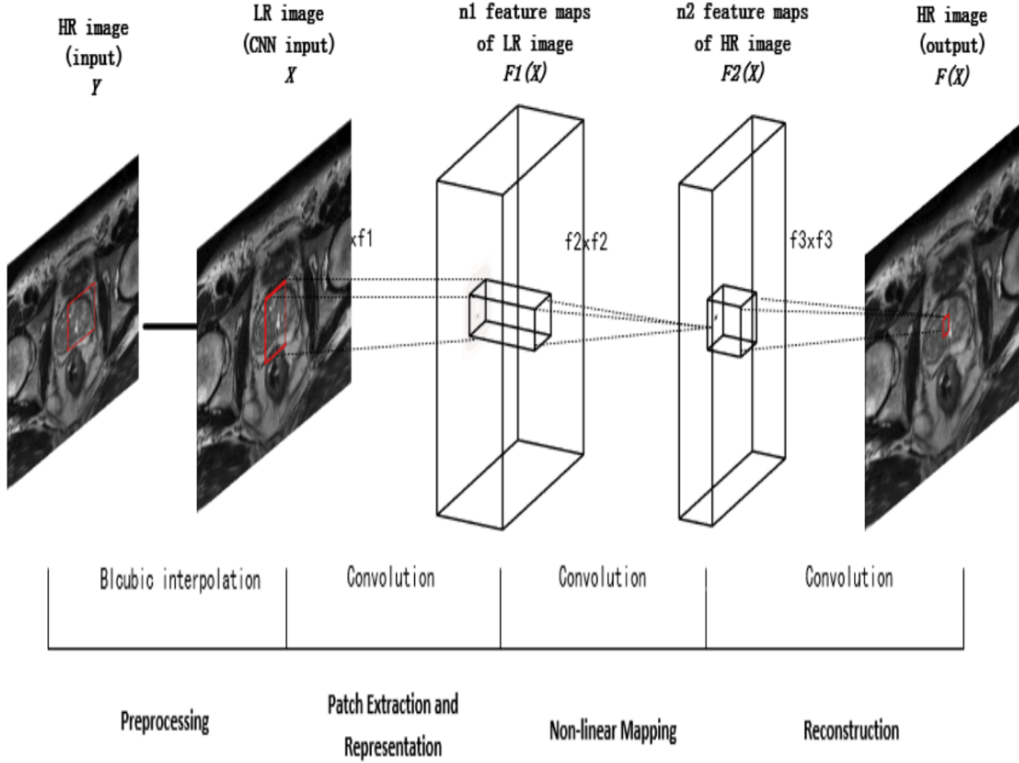 HR image
(input)
Y
LR image
(CNN input)
X
n1 feature maps
of LR image
F1(X)
n2 feature maps
of HR image
F2(X)
HR image
(output)
F(X)
xf1
f2xf2
f3xf3
BIcubic interpolation
Convolution
Convolution
Convolution
Preprocessing
Patch Extraction and
Representation
Non-linear Mapping
Reconstruction